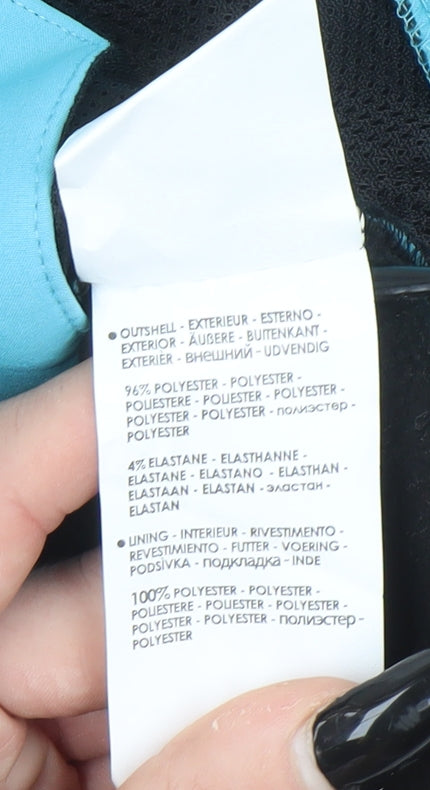 • OUTSHELL - EXTERIEUR - ESTERNO -
EXTERIOR - ÄUßERE - BUITENKANT -
EXTERIÉR - внешний - UDVENDIG
96% POLYESTER - POLYESTER -
POLIESTERE - POLIESTER - POLYESTER -
POLYESTER - POLYESTER - полиэстер -
POLYESTER
4% ELASTANE - ELASTHANNE -
ELASTANE - ELASTANO - ELASTHAN -
ELASTAAN - ELASTAN - эластан -
ELASTAN
• LINING - INTERIEUR - RIVESTIMENTO -
REVESTIMIENTO - FUTTER - VOERING -
PODSÍVKA - подкладка - INDE
100% POLYESTER - POLYESTER -
POLIESTERE - POLIESTER - POLYESTER -
POLYESTER - POLYESTER - полиэстер -
POLYESTER